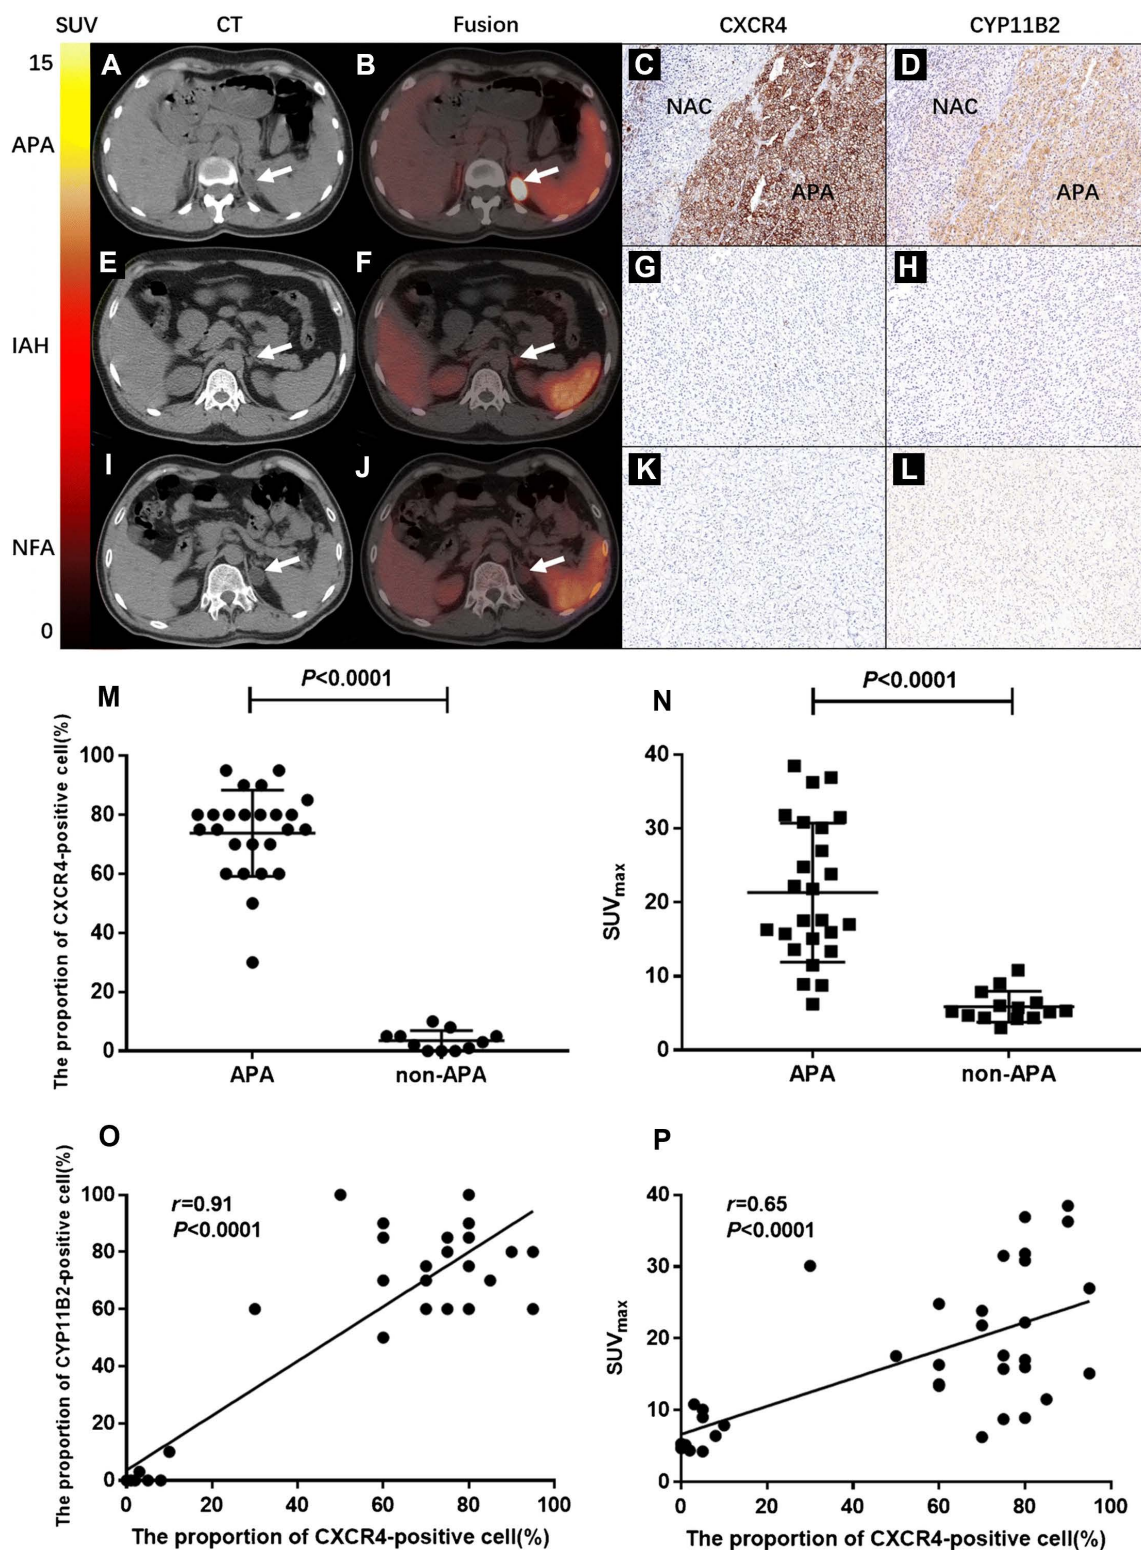 SUV CT Fusion CXCR4 CYP11B2
15
APA
IAH
NFA
0
A B C D
NAC NAC
APA APA
E F G H
I J K L
M
P<0.0001
The proportion of CXCR4-positive cell(%)
100
80
60
40
20
0
APA non-APA
N
P<0.0001
SUVmax
40
30
20
10
0
APA non-APA
O
r=0.91
P<0.0001
The proportion of CYP11B2-positive cell(%)
100
80
60
40
20
0
0 20 40 60 80 100
The proportion of CXCR4-positive cell(%)
P
r=0.65
P<0.0001
SUVmax
40
30
20
10
0
0 20 40 60 80 100
The proportion of CXCR4-positive cell(%)